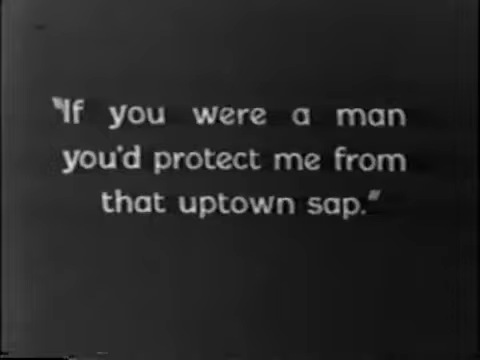 "If you were a man
you'd protect me from
that uptown sap."